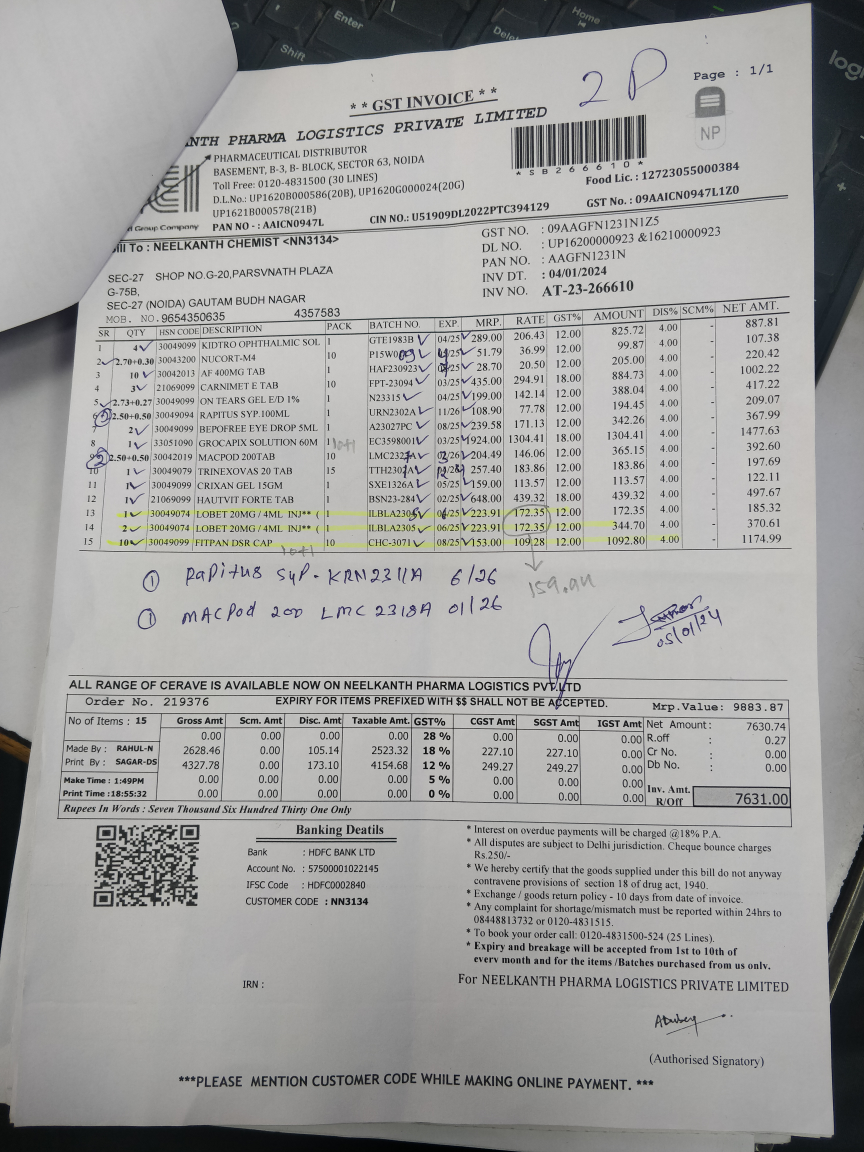 2 P
Page : 1/1
** GST INVOICE **
NTH PHARMA LOGISTICS PRIVATE LIMITED
NP
PHARMACEUTICAL DISTRIBUTOR
BASEMENT, B-3, B- BLOCK, SECTOR 63, NOIDA
Toll Free: 0120-4831500 (30 LINES)
D.L.No.: UP1620B000586(20B), UP1620G000024(20G)
UP1621B000578(21B)
*SB266610*
Food Lic. : 12723055000384
Group Company
PAN NO -: AAICN0947L
CIN NO.: U51909DL2022PTC394129
GST No. : 09AAICN0947L1Z0
Bill To : NEELKANTH CHEMIST <NN3134>
SEC-27 SHOP NO.G-20,PARSVNATH PLAZA
G-75B,
SEC-27 (NOIDA) GAUTAM BUDH NAGAR
MOB. NO.9654350635 4357583
GST NO. : 09AAGFN1231N1Z5
DL NO. : UP16200000923 &16210000923
PAN NO. : AAGFN1231N
INV DT. : 04/01/2024
INV NO. AT-23-266610
SR QTY HSN CODE DESCRIPTION PACK BATCH NO. EXP. MRP. RATE GST% AMOUNT DIS% SCM% NET AMT.
1 4 30049099 KIDTRO OPHTHALMIC SOL 1 GTE1983B 04/25 289.00 206.43 12.00 825.72 4.00 - 887.81
2 2.70+0.30 30043200 NUCORT-M4 10 51.79 36.99 12.00 99.87 4.00 - 107.38
3 10 30042013 AF 400MG TAB 1 HAF230923 28.70 20.50 12.00 205.00 4.00 - 220.42
4 3 21069099 CARNIMET E TAB 10 FPT-23094 03/25 435.00 294.91 18.00 884.73 4.00 - 1002.22
5 2.73+0.27 30049099 ON TEARS GEL E/D 1% 1 N23315 04/25 199.00 142.14 12.00 388.04 4.00 - 417.22
6 2.50+0.50 30049094 RAPITUS SYP.100ML 1 URN2302A 11/26 108.90 77.78 12.00 194.45 4.00 - 209.07
7 2 30049099 BEPOFREE EYE DROP 5ML 1 A23027PC 08/25 239.58 171.13 12.00 342.26 4.00 - 367.99
8 1 33051090 GROCAPIX SOLUTION 60M 1 10+1 EC3598001 03/25 1924.00 1304.41 18.00 1304.41 4.00 - 1477.63
9 2.50+0.50 30042019 MACPOD 200TAB 10 204.49 146.06 12.00 365.15 4.00 - 392.60
10 1 30049079 TRINEXOVAS 20 TAB 15 257.40 183.86 12.00 183.86 4.00 - 197.69
11 1 30049099 CRIXAN GEL 15GM 1 SXE1326A 05/25 159.00 113.57 12.00 113.57 4.00 - 122.11
12 1 21069099 HAUTVIT FORTE TAB 1 BSN23-284 02/25 648.00 439.32 18.00 439.32 4.00 - 497.67
13 1 30049074 LOBET 20MG / 4ML INJ** ( 1 223.91 172.35 12.00 172.35 4.00 - 185.32
14 2 30049074 LOBET 20MG / 4ML INJ** ( 1 ILBLA2305 06/25 223.91 172.35 12.00 344.70 4.00 - 370.61
15 10 30049099 FITPAN DSR CAP 10 CHC-3071 08/25 153.00 109.28 12.00 1092.80 4.00 - 1174.99
10+1
① RaPitus Syp. KRN2311A 6/26
159.94
① MACPod 200 LMC 2318A 01/26
05/01/24
ALL RANGE OF CERAVE IS AVAILABLE NOW ON NEELKANTH PHARMA LOGISTICS PVT.LTD
Order No. 219376 EXPIRY FOR ITEMS PREFIXED WITH $$ SHALL NOT BE ACCEPTED. Mrp.Value: 9883.87
No of Items : 15 Gross Amt Scm. Amt Disc. Amt Taxable Amt. GST% CGST Amt SGST Amt IGST Amt Net Amount: 7630.74
0.00 0.00 0.00 0.00 28 % 0.00 0.00 0.00 R.off : 0.27
Made By : RAHUL-N 2628.46 0.00 105.14 2523.32 18 % 227.10 227.10 0.00 Cr No. : 0.00
Print By : SAGAR-DS 4327.78 0.00 173.10 4154.68 12 % 249.27 249.27 0.00 Db No. : 0.00
Make Time : 1:49PM 0.00 0.00 0.00 0.00 5 % 0.00 0.00 0.00
Print Time :18:55:32 0.00 0.00 0.00 0.00 0 % 0.00 0.00 0.00 Inv. Amt. R/Off 7631.00
Rupees In Words : Seven Thousand Six Hundred Thirty One Only
Banking Deatils
Bank : HDFC BANK LTD
Account No. : 57500001022145
IFSC Code : HDFC0002840
CUSTOMER CODE : NN3134
* Interest on overdue payments will be charged @18% P.A.
* All disputes are subject to Delhi jurisdiction. Cheque bounce charges
Rs.250/-
* We hereby certify that the goods supplied under this bill do not anyway
contravene provisions of section 18 of drug act, 1940.
* Exchange / goods return policy - 10 days from date of invoice.
* Any complaint for shortage/mismatch must be reported within 24hrs to
08448813732 or 0120-4831515.
* To book your order call: 0120-4831500-524 (25 Lines).
* Expiry and breakage will be accepted from 1st to 10th of
every month and for the items /Batches purchased from us only.
IRN :
For NEELKANTH PHARMA LOGISTICS PRIVATE LIMITED
(Authorised Signatory)
***PLEASE MENTION CUSTOMER CODE WHILE MAKING ONLINE PAYMENT. ***
Enter
Shift
Home
logi